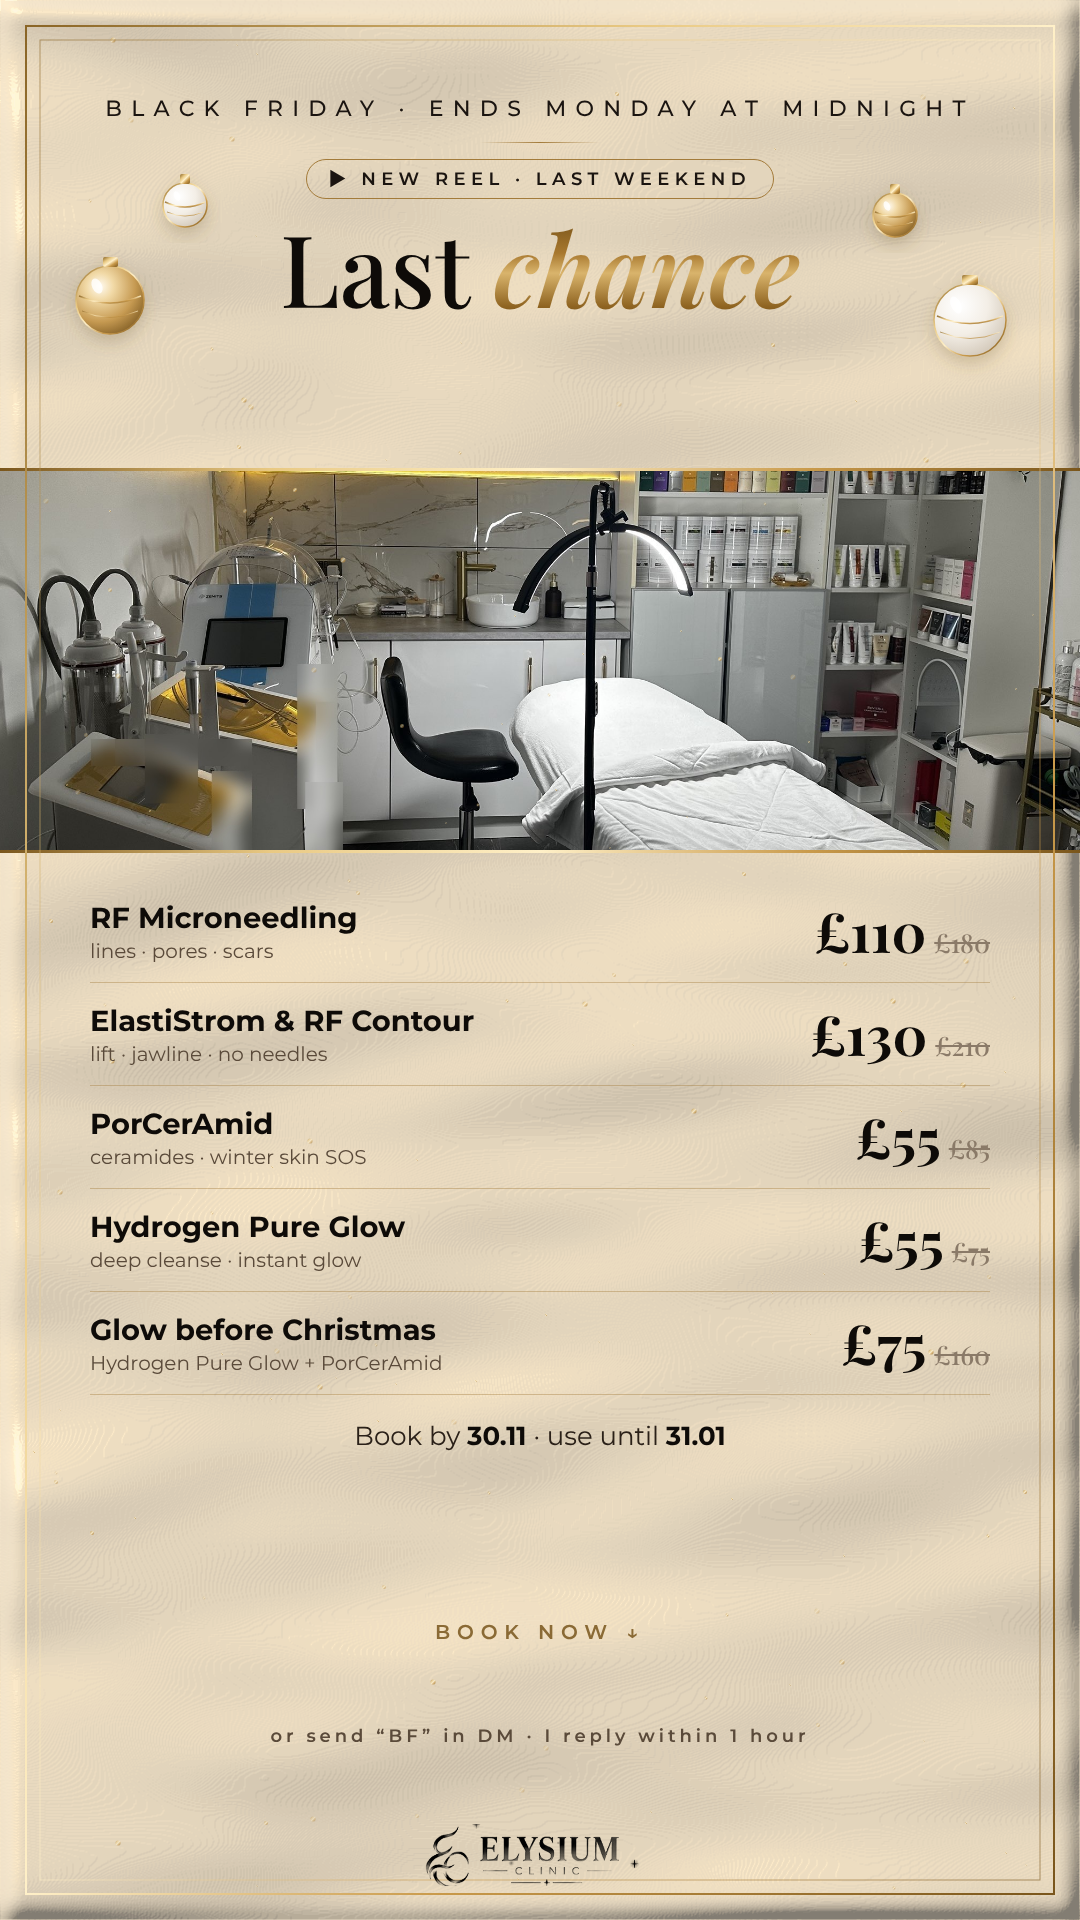 BLACK FRIDAY · ENDS MONDAY AT MIDNIGHT
▶ NEW REEL · LAST WEEKEND
Last chance
RF Microneedling
lines · pores · scars
£110 £180
ElastiStrom & RF Contour
lift · jawline · no needles
£130 £210
PorCerAmid
ceramides · winter skin SOS
£55 £85
Hydrogen Pure Glow
deep cleanse · instant glow
£55 £75
Glow before Christmas
Hydrogen Pure Glow + PorCerAmid
£75 £160
Book by 30.11 · use until 31.01
BOOK NOW ↓
or send “BF” in DM · I reply within 1 hour
ELYSIUM
CLINIC